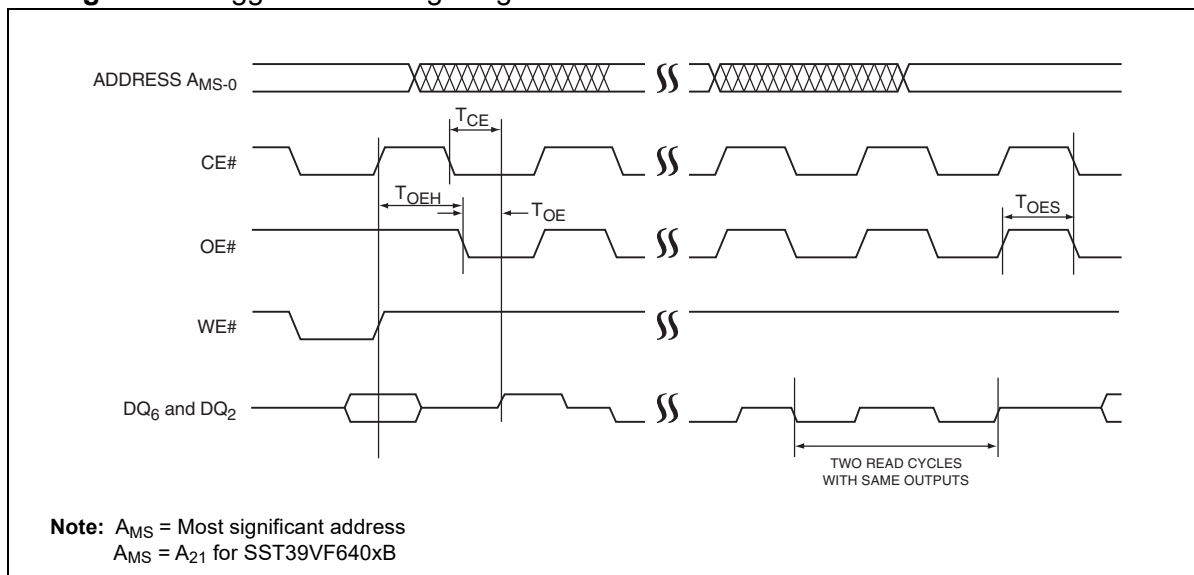 ADDRESS AMS-0
TCE
CE#
TOEH
TOE
TOES
OE#
WE#
DQ6 and DQ2
TWO READ CYCLES
WITH SAME OUTPUTS
Note: AMS = Most significant address
AMS = A21 for SST39VF640xB